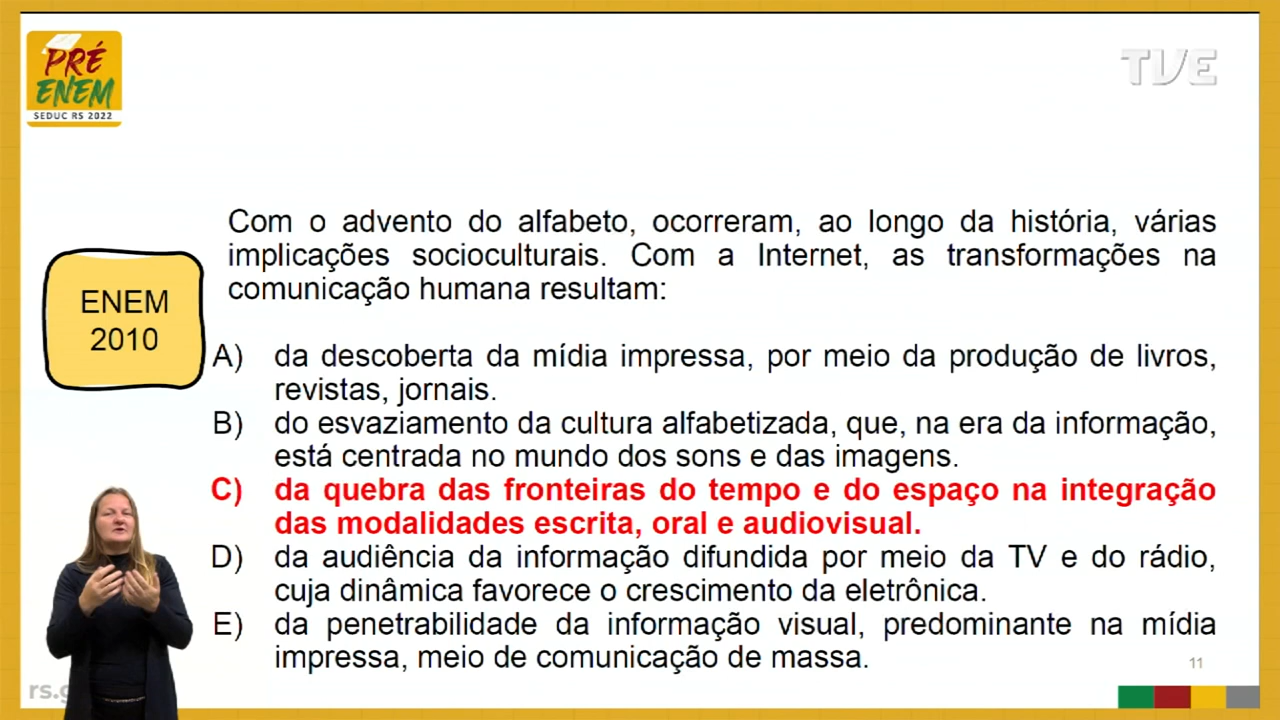 PRÉ
ENEM
SEDUC RS 2022
TVE
Com o advento do alfabeto, ocorreram, ao longo da história, várias
implicações socioculturais. Com a Internet, as transformações na
comunicação humana resultam:
ENEM
2010
A) da descoberta da mídia impressa, por meio da produção de livros,
revistas, jornais.
B) do esvaziamento da cultura alfabetizada, que, na era da informação,
está centrada no mundo dos sons e das imagens.
C) da quebra das fronteiras do tempo e do espaço na integração
das modalidades escrita, oral e audiovisual.
D) da audiência da informação difundida por meio da TV e do rádio,
cuja dinâmica favorece o crescimento da eletrônica.
E) da penetrabilidade da informação visual, predominante na mídia
impressa, meio de comunicação de massa.
11